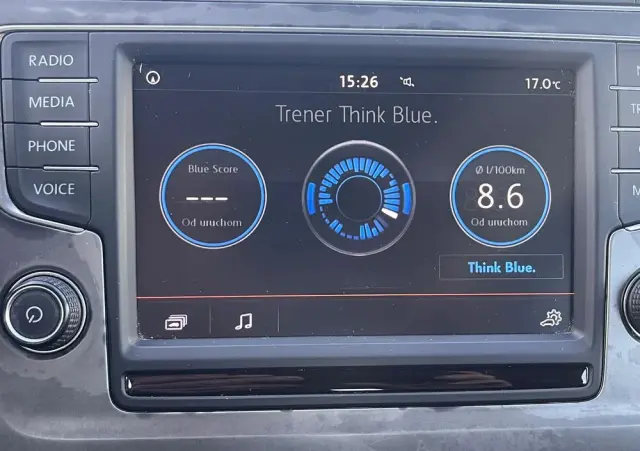 RADIO
MEDIA
PHONE
VOICE
15:26
17.0°C
Trener Think Blue.
Blue Score
---
Od uruchom
Ø l/100km
8.6
Od uruchom
Think Blue.